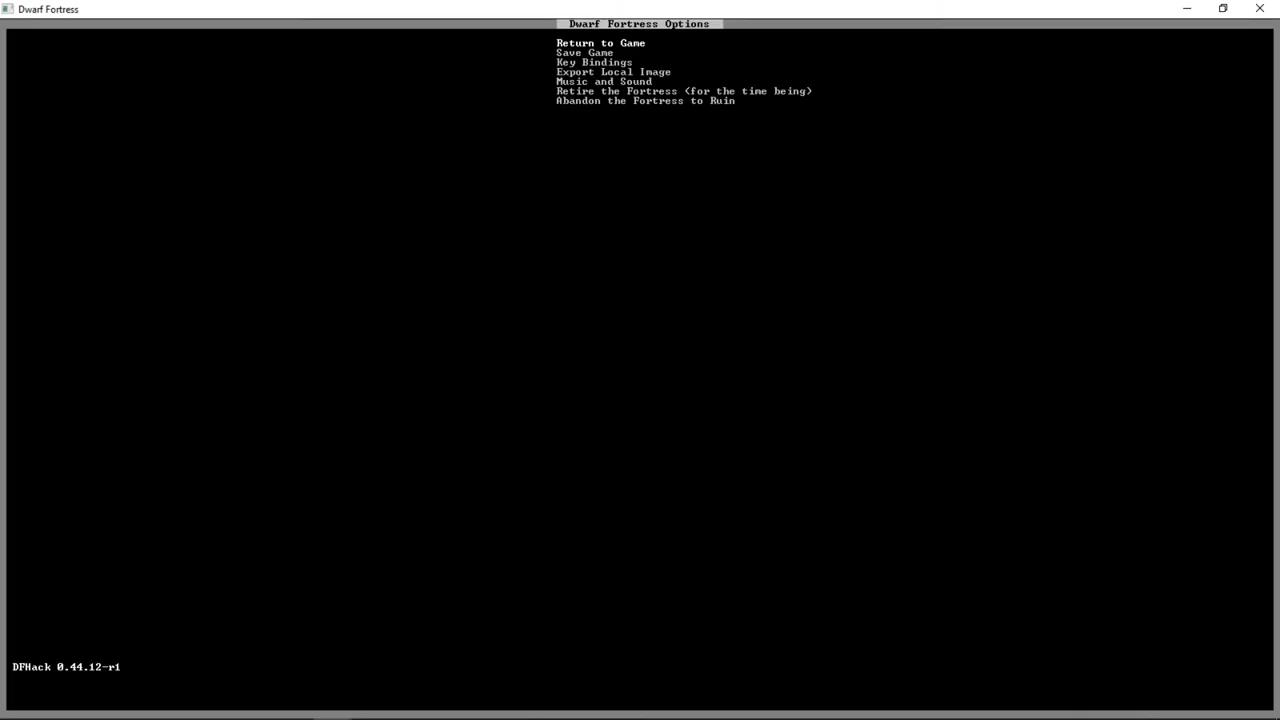 Dwarf Fortress
Dwarf Fortress Options
Return to Game
Save Game
Key Bindings
Export Local Image
Music and Sound
Retire the Fortress (for the time being)
Abandon the Fortress to Ruin
DFHack 0.44.12-r1